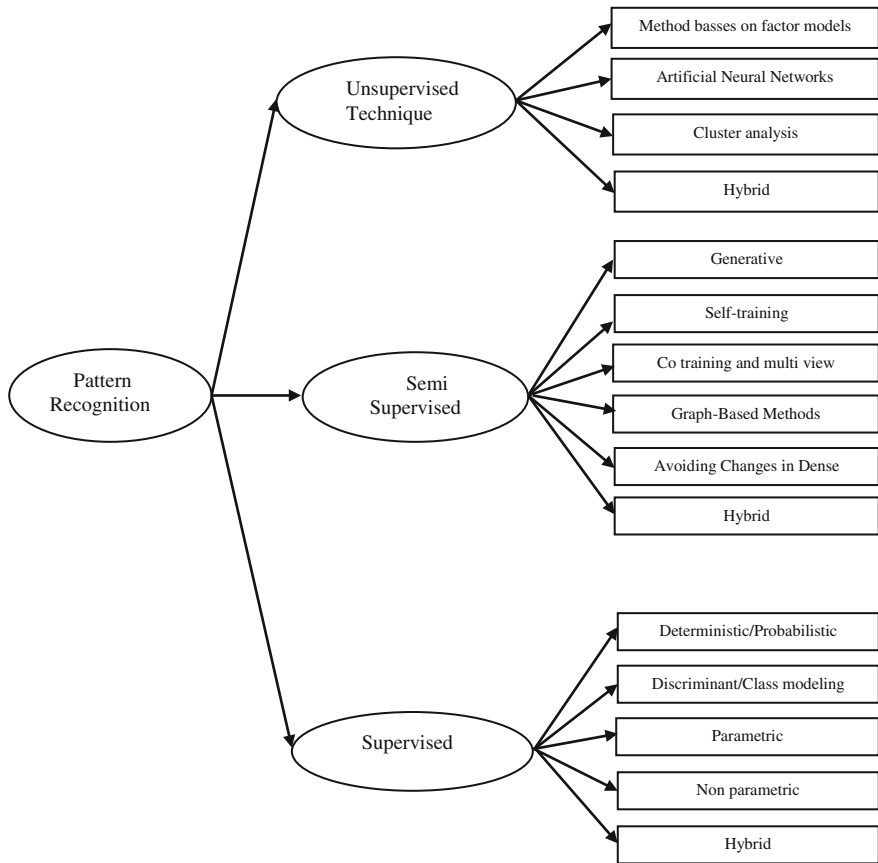 Pattern
Recognition
Unsupervised
Technique
Method basses on factor models
Artificial Neural Networks
Cluster analysis
Hybrid
Semi
Supervised
Generative
Self-training
Co training and multi view
Graph-Based Methods
Avoiding Changes in Dense
Hybrid
Supervised
Deterministic/Probabilistic
Discriminant/Class modeling
Parametric
Non parametric
Hybrid